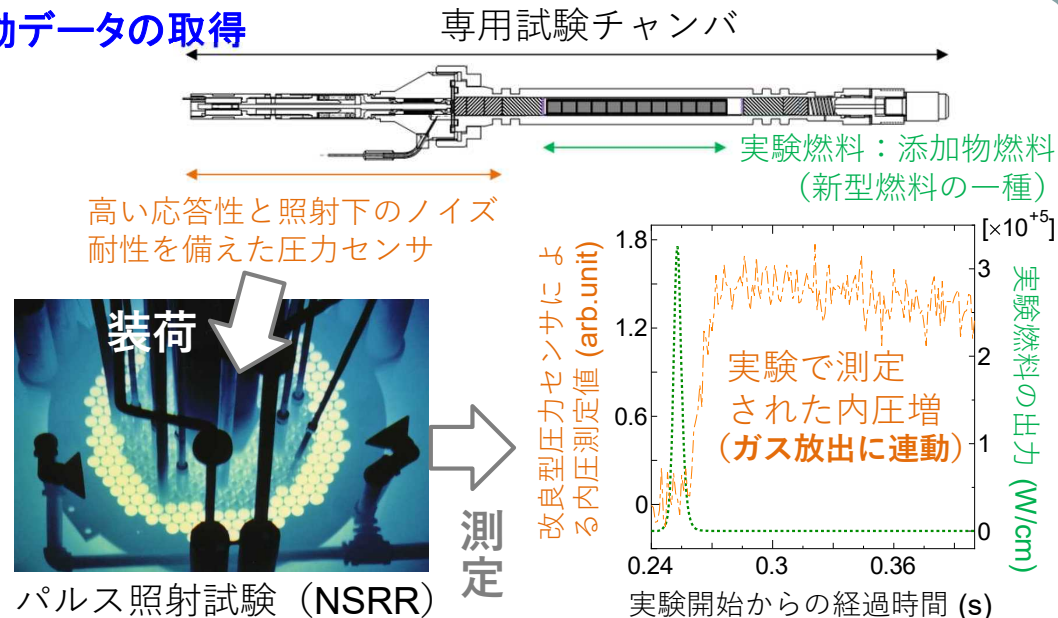 動データの取得
専用試験チャンバ
実験燃料：添加物燃料
（新型燃料の一種）
高い応答性と照射下のノイズ
耐性を備えた圧力センサ
装荷
パルス照射試験（NSRR）
測定
改良型圧力センサによ
る内圧測定値 (arb.unit)
1.8
1.2
0.6
0
[×10⁺⁵]
3
2
1
0
実験燃料の出力 (W/cm)
実験で測定
された内圧増
（ガス放出に連動）
0.24
0.3
0.36
実験開始からの経過時間 (s)